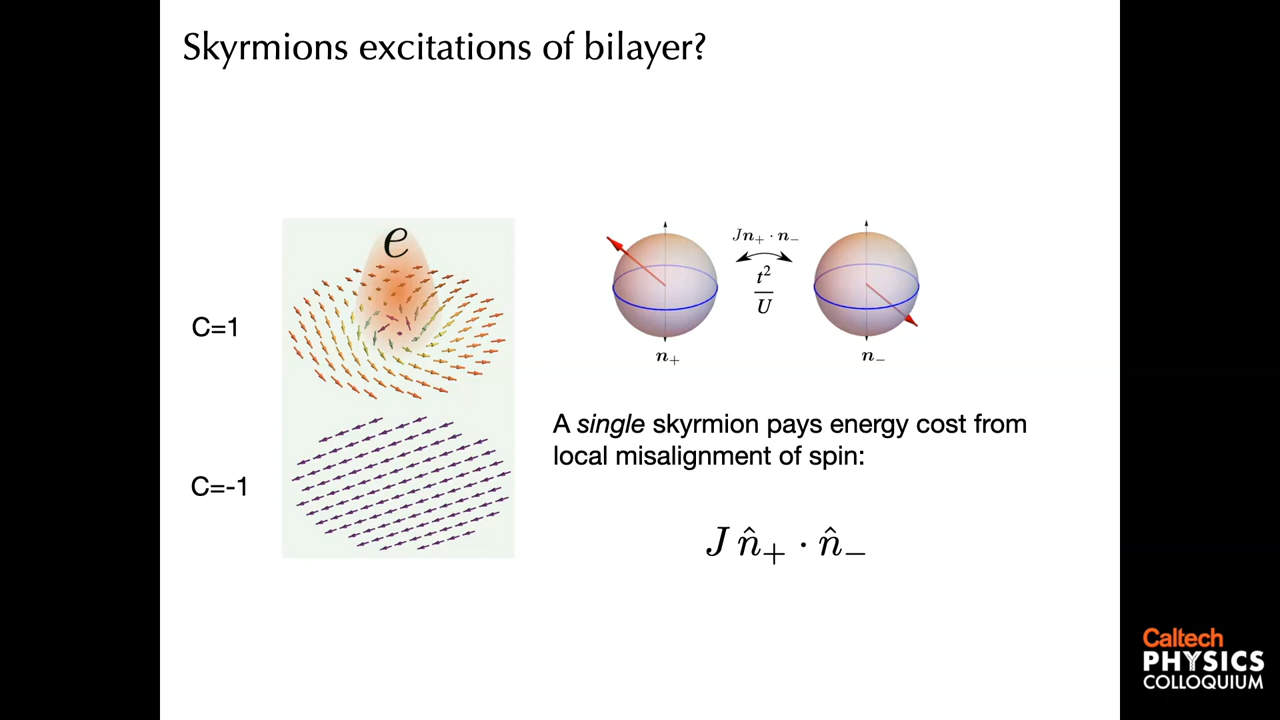 Skyrmions excitations of bilayer?
e
C=1
C=-1
Jn₊ · n₋
t²
U
n₊
n₋
A single skyrmion pays energy cost from
local misalignment of spin:
J n̂₊ · n̂₋
Caltech
PHYSICS
COLLOQUIUM